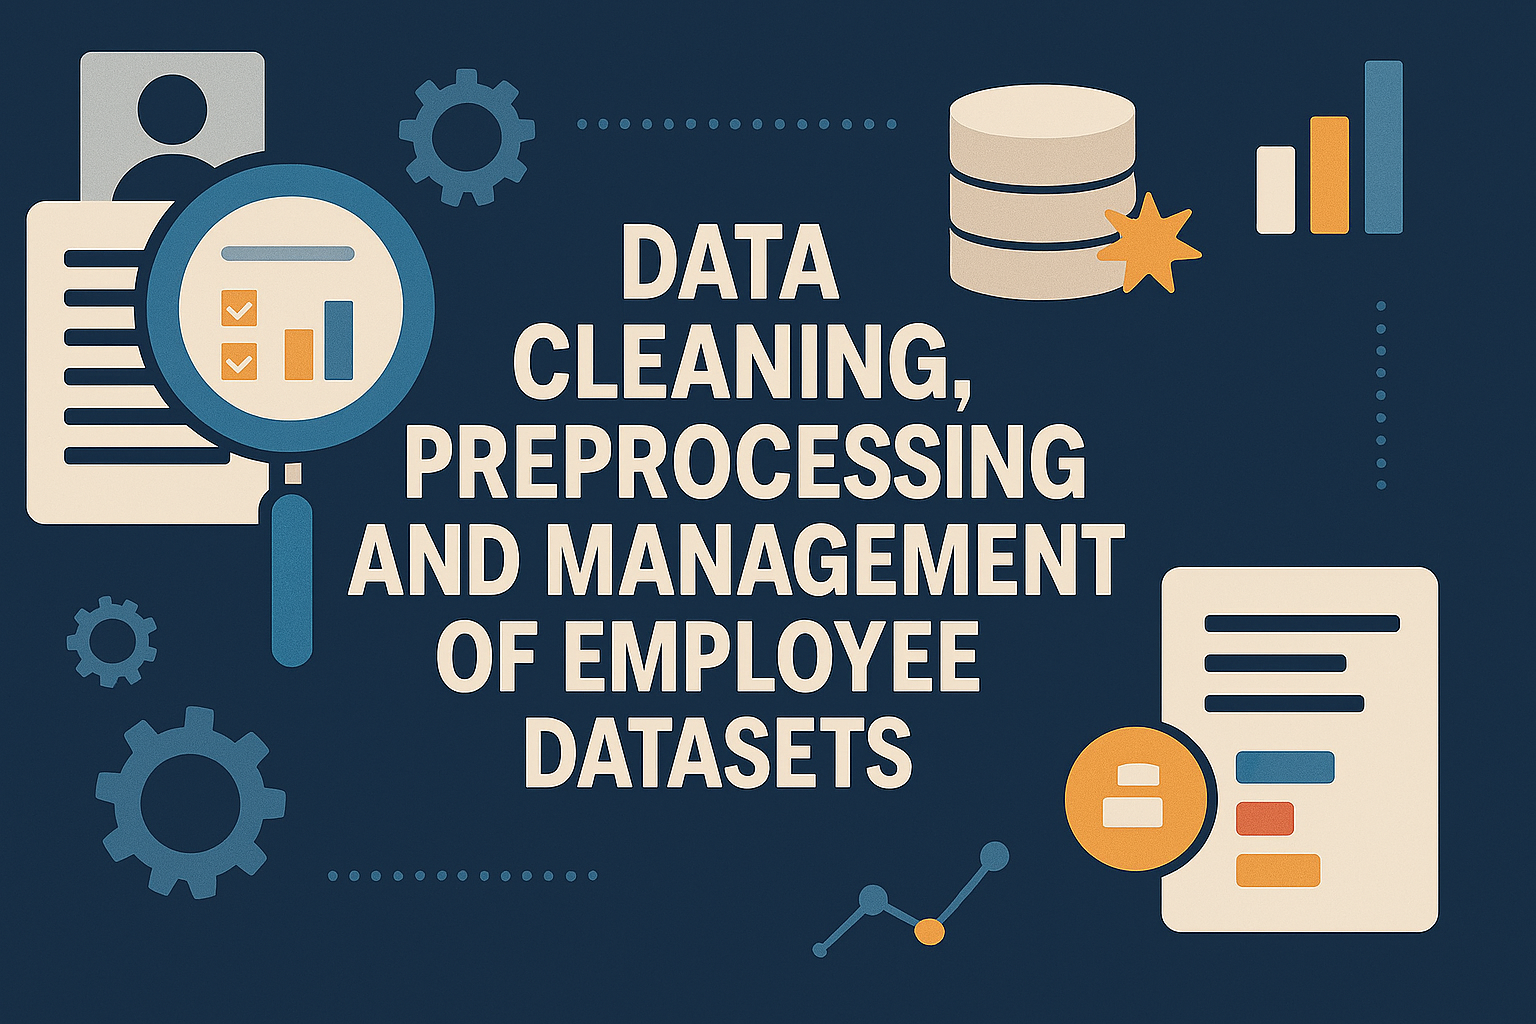 DATA
CLEANING,
PREPROCESSING
AND MANAGEMENT
OF EMPLOYEE
DATASETS